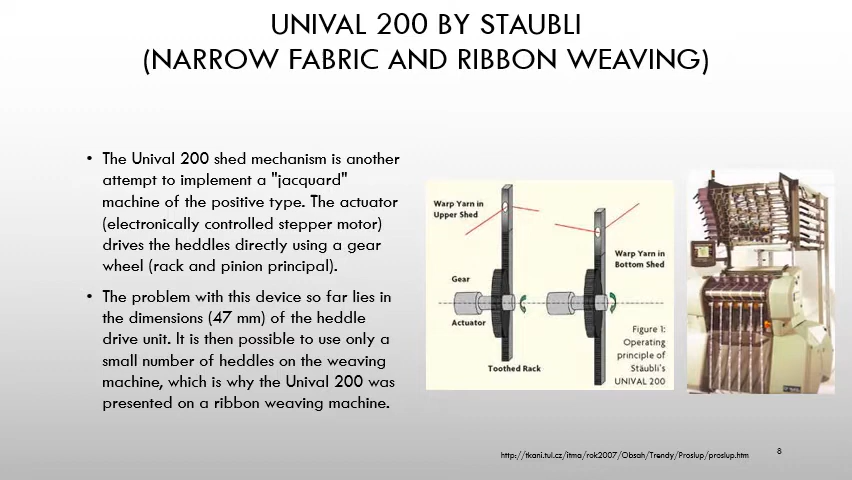 UNIVAL 200 BY STAUBLI
(NARROW FABRIC AND RIBBON WEAVING)
• The Unival 200 shed mechanism is another
attempt to implement a "jacquard"
machine of the positive type. The actuator
(electronically controlled stepper motor)
drives the heddles directly using a gear
wheel (rack and pinion principal).
• The problem with this device so far lies in
the dimensions (47 mm) of the heddle
drive unit. It is then possible to use only a
small number of heddles on the weaving
machine, which is why the Unival 200 was
presented on a ribbon weaving machine.
Warp Yarn in
Upper Shed
Warp Yarn in
Bottom Shed
Gear
Actuator
Toothed Rack
Figure 1:
Operating
principle of
Stäubli's
UNIVAL 200
http://tkani.tul.cz/itma/rok2007/Obsah/Trendy/Proslup/proslup.htm
8